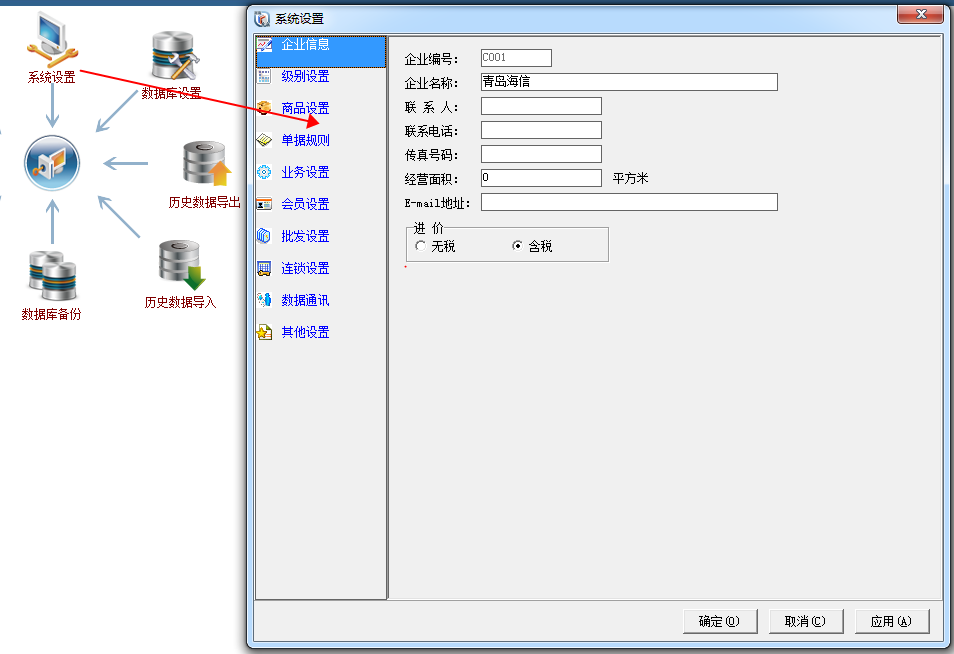 系统设置
数据库设置
历史数据导出
历史数据导入
数据库备份
系统设置
企业信息
级别设置
商品设置
单据规则
业务设置
会员设置
批发设置
连锁设置
数据通讯
其他设置
企业编号: C001
企业名称: 青岛海信
联 系 人:
联系电话:
传真号码:
经营面积: 0 平方米
E-mail地址:
进 价
无税 含税
确定(O) 取消(C) 应用(A)